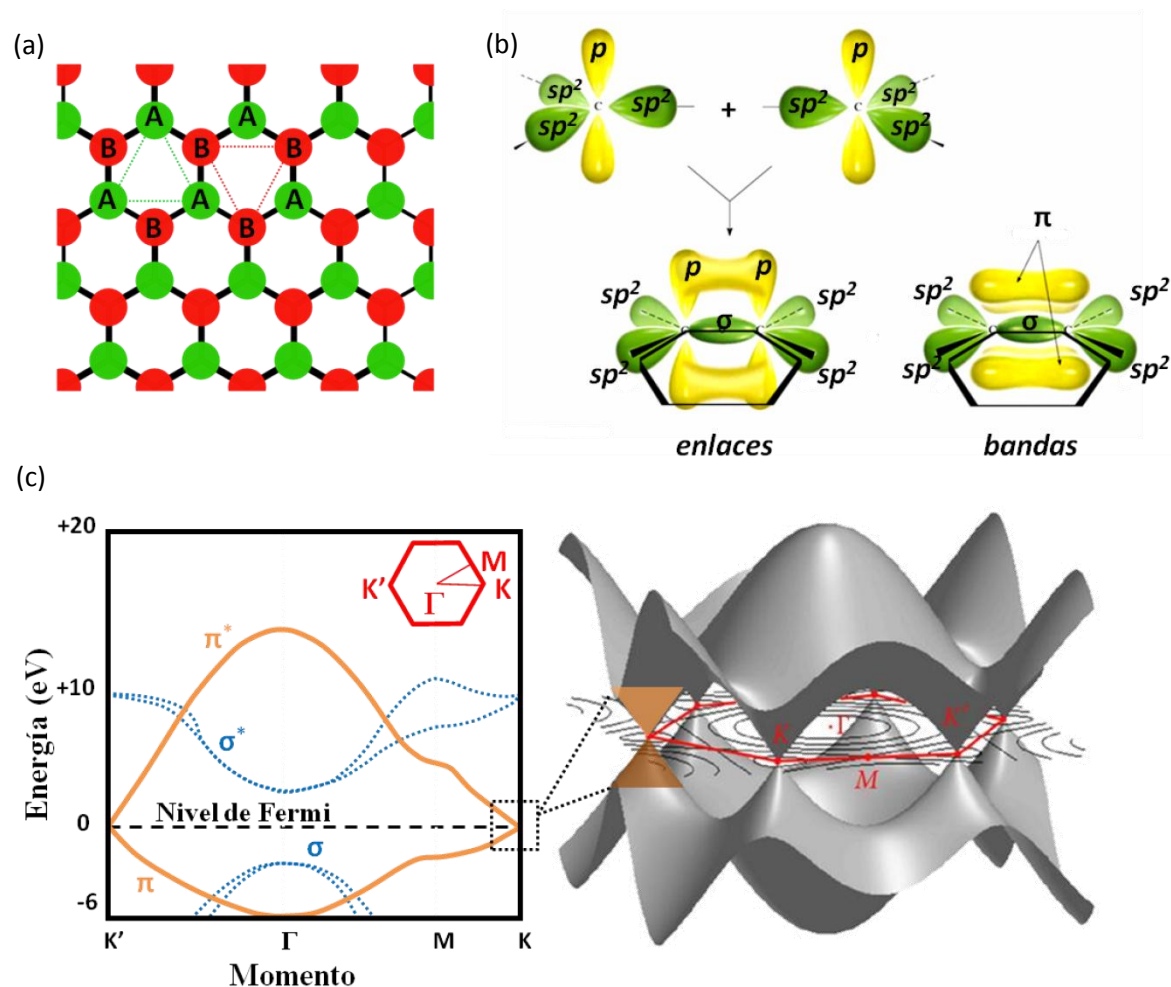 (a)
A A
B B B
A A A
B B
(b)
p p
sp² sp² sp² sp²
sp² sp²
c + c
π
p p
sp² sp² sp² sp²
σ σ
c c c c
sp² sp² sp² sp²
enlaces bandas
(c)
+20
M
K' K
Γ
π*
+10
σ*
Energía (eV)
Nivel de Fermi
0
σ
π
-6
K' Γ M K
Momento
K ·Γ K'
M